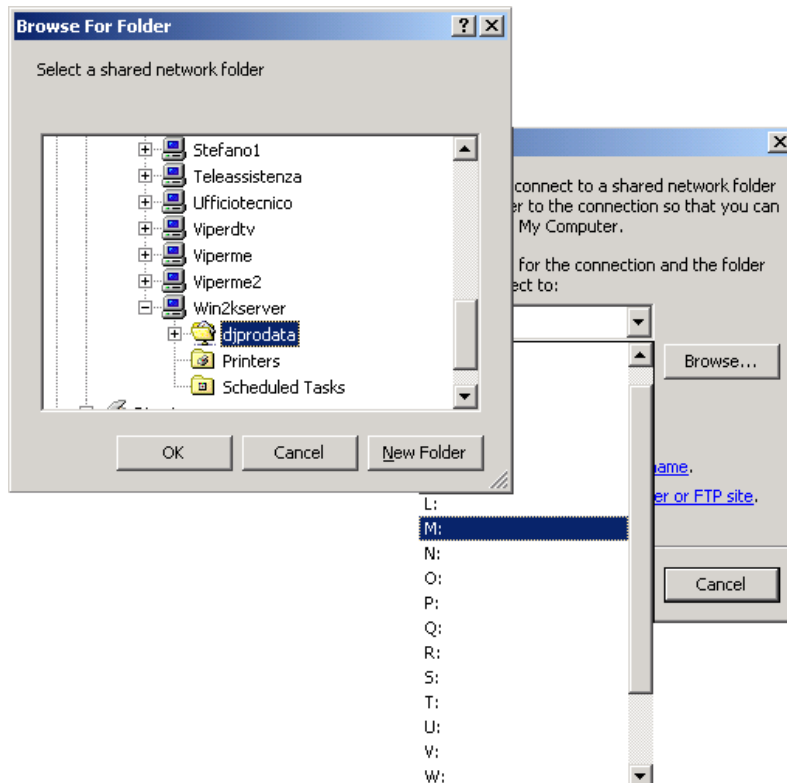 Browse For Folder
Select a shared network folder
Stefano1
Teleassistenza
Ufficiotecnico
Viperdtv
Viperme
Viperme2
Win2kserver
djprodata
Printers
Scheduled Tasks
OK
Cancel
New Folder
connect to a shared network folder
er to the connection so that you can
My Computer.
for the connection and the folder
ect to:
Browse...
ame.
er or FTP site.
L:
M:
N:
O:
P:
Q:
R:
S:
T:
U:
V:
W:
Cancel